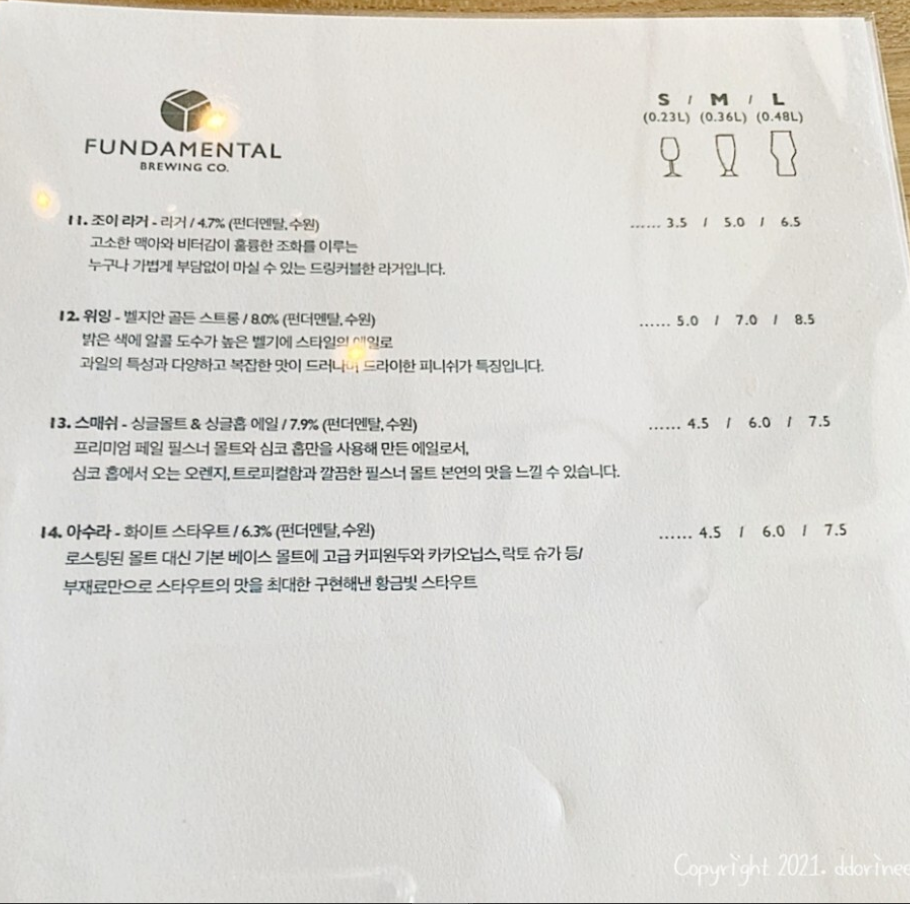 FUNDAMENTAL
BREWING CO.
S / M / L
(0.23L) (0.36L) (0.48L)
11. 조이 라거 - 라거 / 4.7% (펀더멘탈, 수원) ...... 3.5 / 5.0 / 6.5
고소한 맥아와 비터감이 훌륭한 조화를 이루는
누구나 가볍게 부담없이 마실 수 있는 드링커블한 라거입니다.
12. 위잉 - 벨지안 골든 스트롱 / 8.0% (펀더멘탈, 수원) ...... 5.0 / 7.0 / 8.5
밝은 색에 알콜 도수가 높은 벨기에 스타일의 에일로
과일의 특성과 다양하고 복잡한 맛이 드러나며 드라이한 피니쉬가 특징입니다.
13. 스매쉬 - 싱글몰트 & 싱글홉 에일 / 7.9% (펀더멘탈, 수원) ...... 4.5 / 6.0 / 7.5
프리미엄 페일 필스너 몰트와 심코 홉만을 사용해 만든 에일로서,
심코 홉에서 오는 오렌지, 트로피컬함과 깔끔한 필스너 몰트 본연의 맛을 느낄 수 있습니다.
14. 아수라 - 화이트 스타우트 / 6.3% (펀더멘탈, 수원) ...... 4.5 / 6.0 / 7.5
로스팅된 몰트 대신 기본 베이스 몰트에 고급 커피원두와 카카오닙스, 락토 슈가 등/
부재료만으로 스타우트의 맛을 최대한 구현해낸 황금빛 스타우트
Copyright 2021. ddorinee